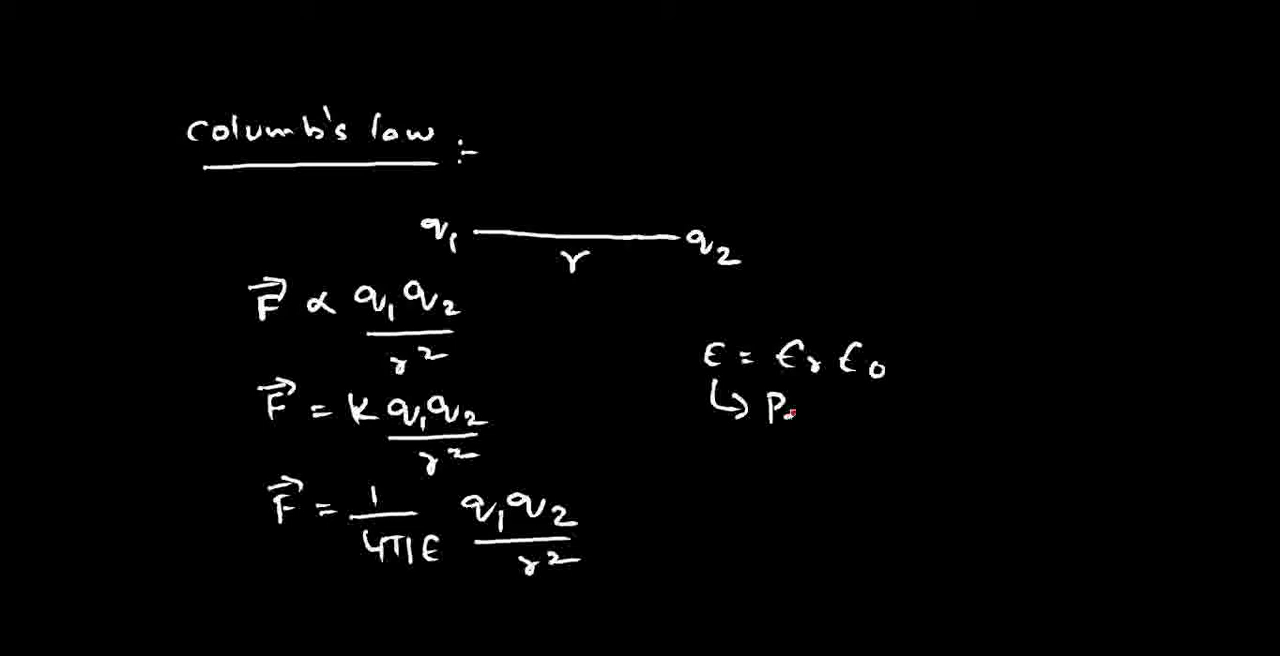 Columb's law :-
q₁ r q₂
F⃗ ∝ q₁q₂/r²
F⃗ = K q₁q₂/r²
F⃗ = 1/4πε q₁q₂/r²
ε = εr ε₀
↳ P